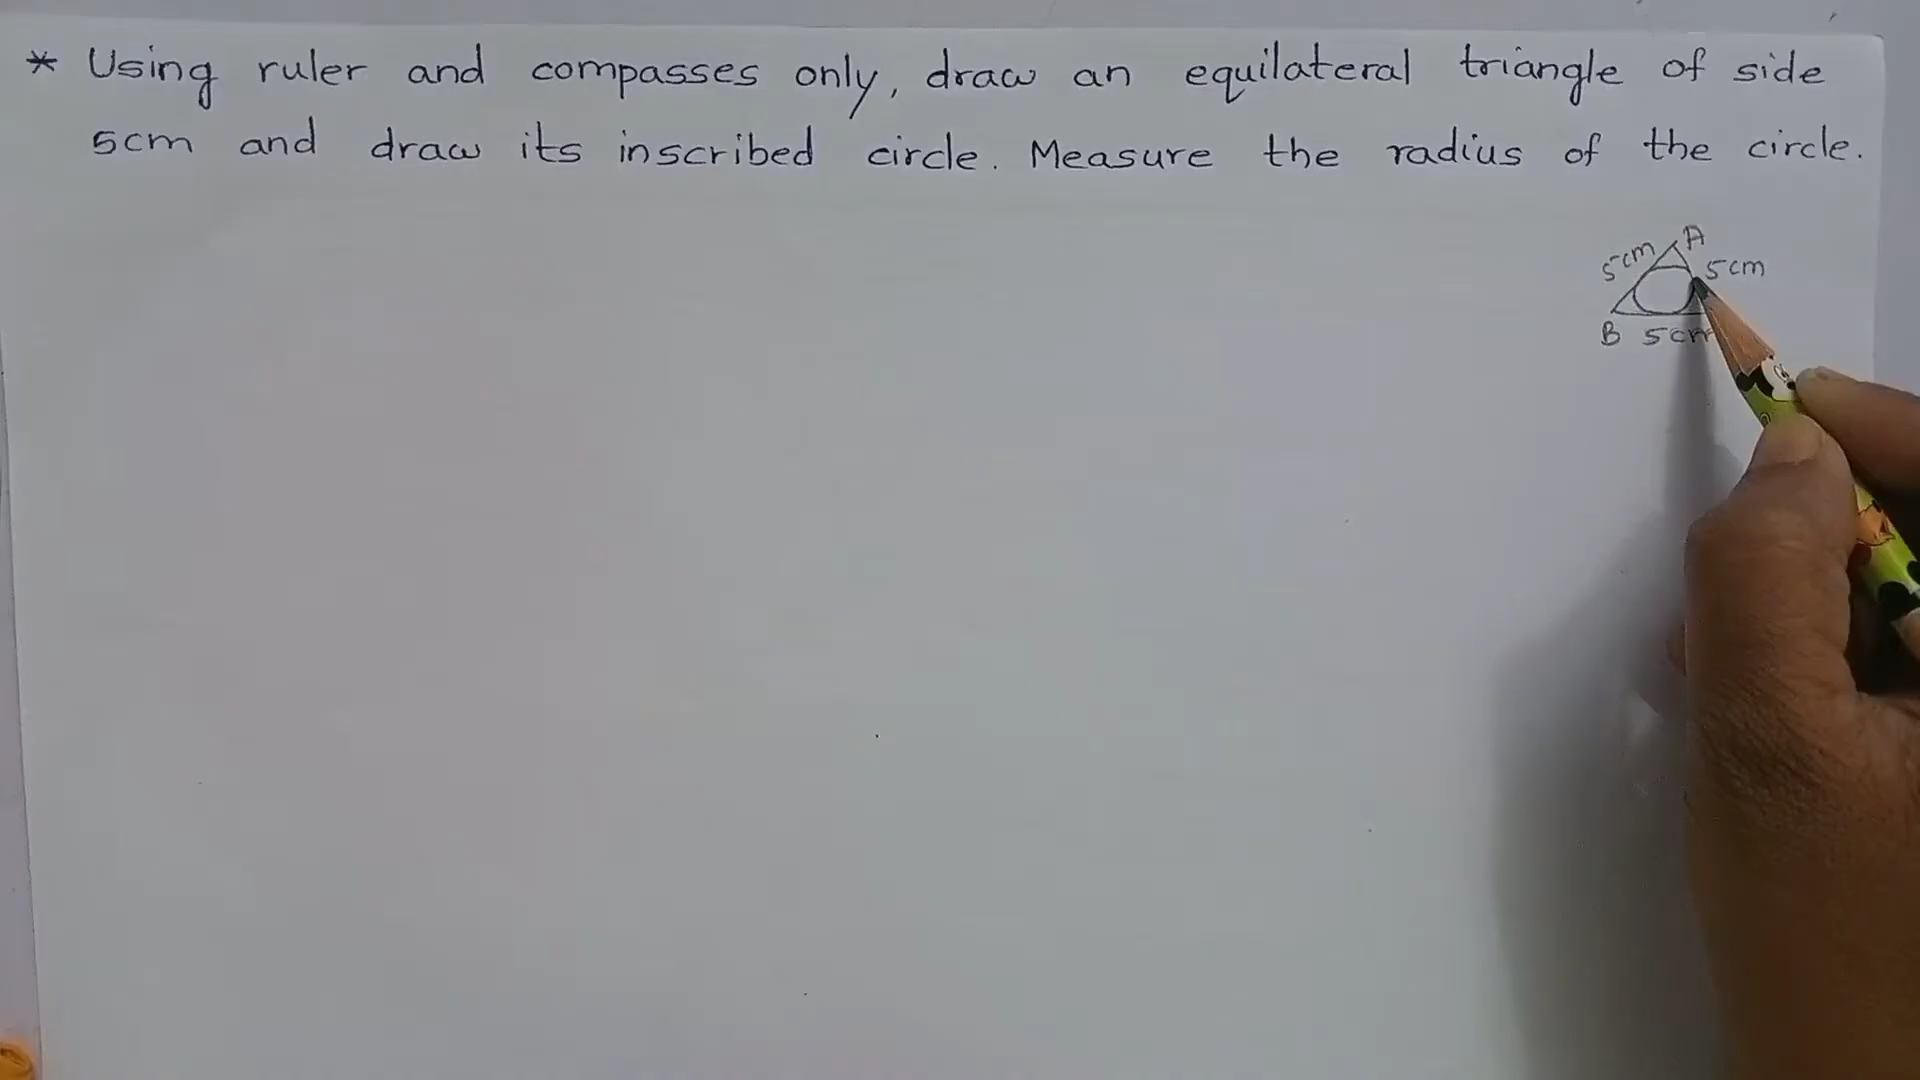 * Using ruler and compasses only, draw an equilateral triangle of side
5cm and draw its inscribed circle. Measure the radius of the circle.
A
5cm 5cm
B 5cm